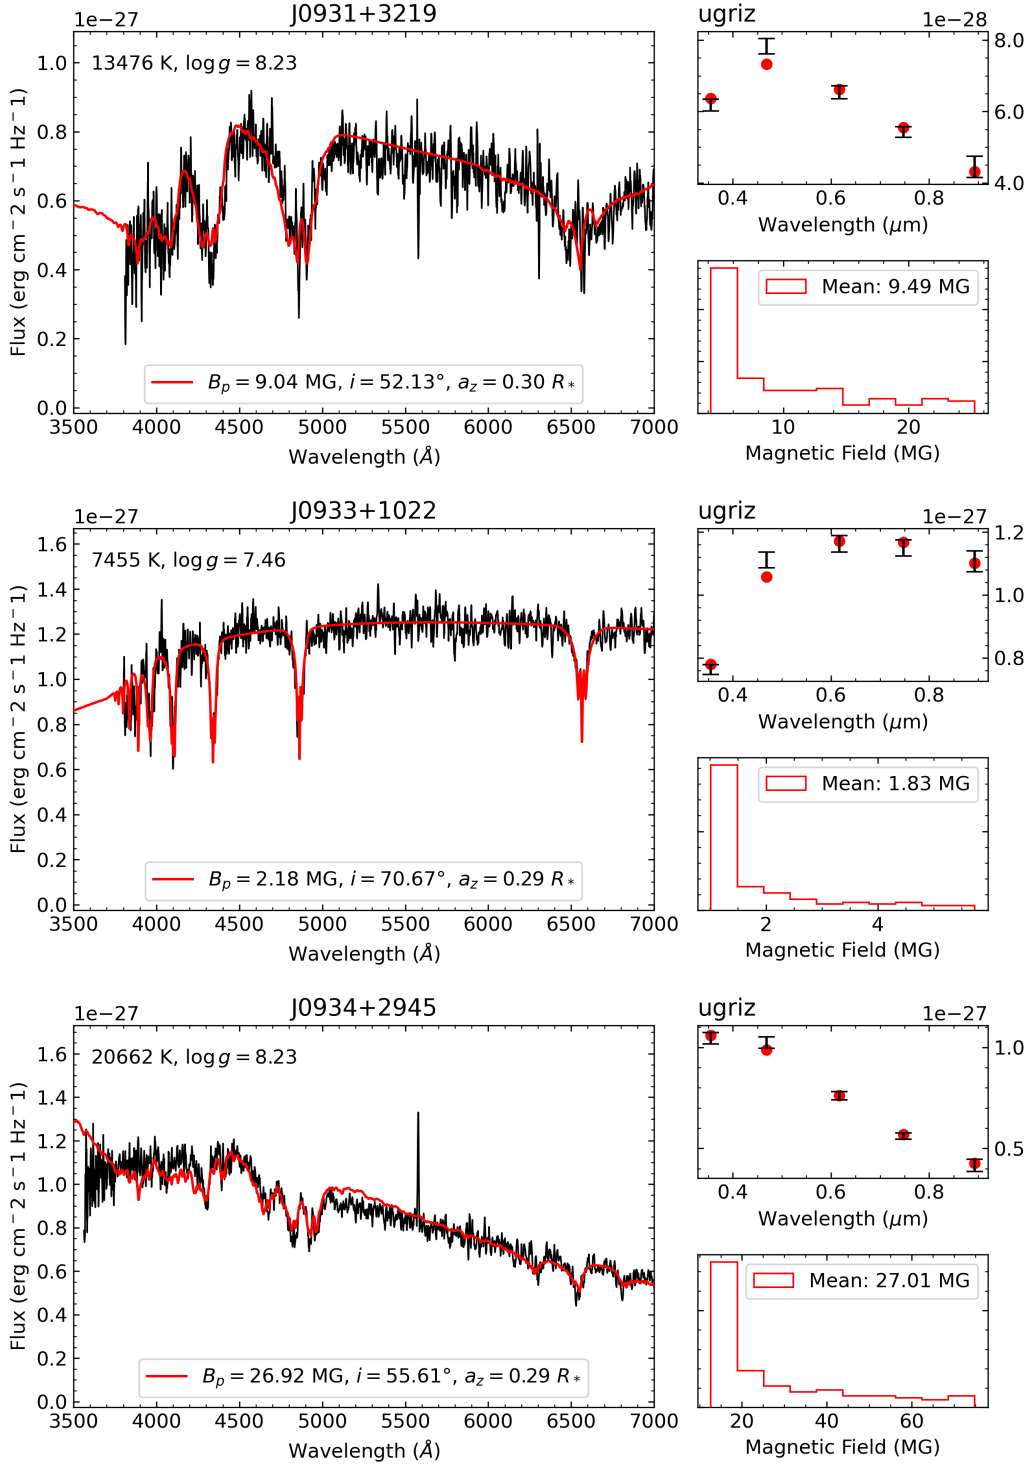 J0931+3219
1e−27
13476 K, log g = 8.23
Flux (erg cm−2 s−1 Hz−1)
1.0
0.8
0.6
0.4
0.2
0.0
B_p = 9.04 MG, i = 52.13°, a_z = 0.30 R_*
3500 4000 4500 5000 5500 6000 6500 7000
Wavelength (Å)
ugriz
1e−28
8.0
6.0
4.0
0.4 0.6 0.8
Wavelength (μm)
Mean: 9.49 MG
10 20
Magnetic Field (MG)
J0933+1022
1e−27
7455 K, log g = 7.46
Flux (erg cm−2 s−1 Hz−1)
1.6
1.4
1.2
1.0
0.8
0.6
0.4
0.2
0.0
B_p = 2.18 MG, i = 70.67°, a_z = 0.29 R_*
3500 4000 4500 5000 5500 6000 6500 7000
Wavelength (Å)
ugriz
1e−27
1.2
1.0
0.8
0.4 0.6 0.8
Wavelength (μm)
Mean: 1.83 MG
2 4
Magnetic Field (MG)
J0934+2945
1e−27
20662 K, log g = 8.23
Flux (erg cm−2 s−1 Hz−1)
1.6
1.4
1.2
1.0
0.8
0.6
0.4
0.2
0.0
B_p = 26.92 MG, i = 55.61°, a_z = 0.29 R_*
3500 4000 4500 5000 5500 6000 6500 7000
Wavelength (Å)
ugriz
1e−27
1.0
0.5
0.4 0.6 0.8
Wavelength (μm)
Mean: 27.01 MG
20 40 60
Magnetic Field (MG)